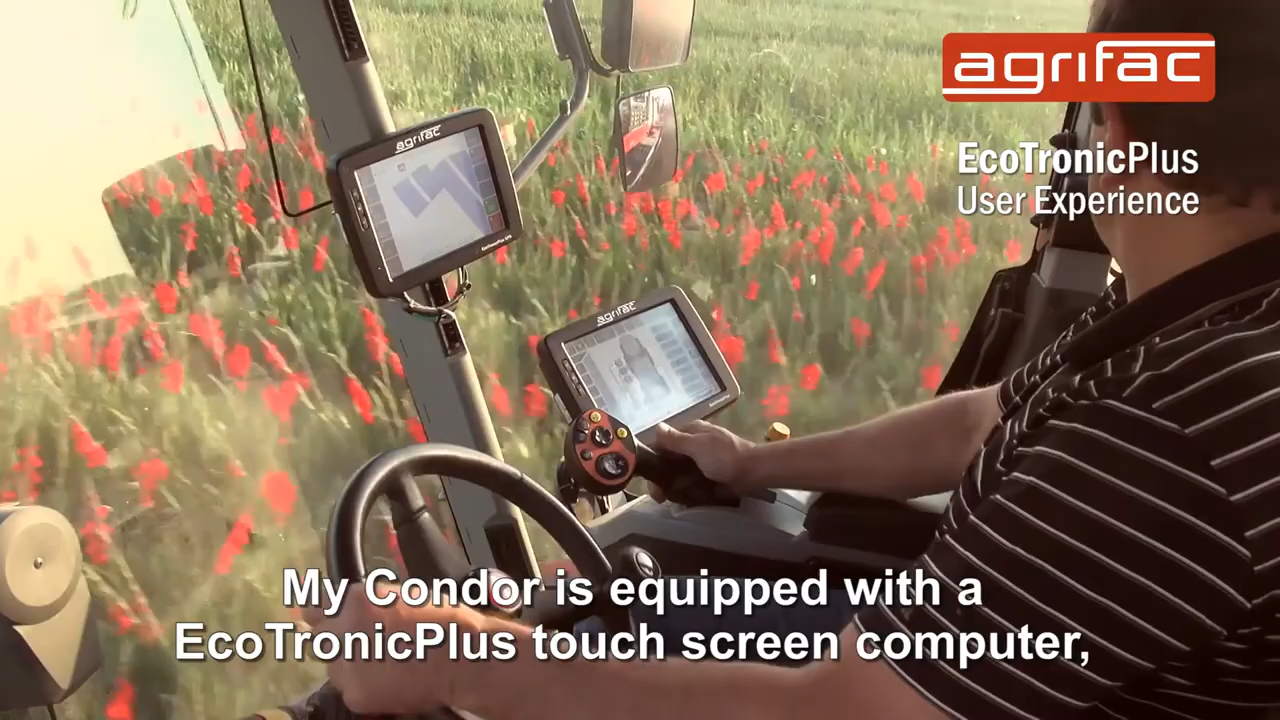 agrifac
EcoTronicPlus
User Experience
agrifac
agrifac
My Condor is equipped with a
EcoTronicPlus touch screen computer,